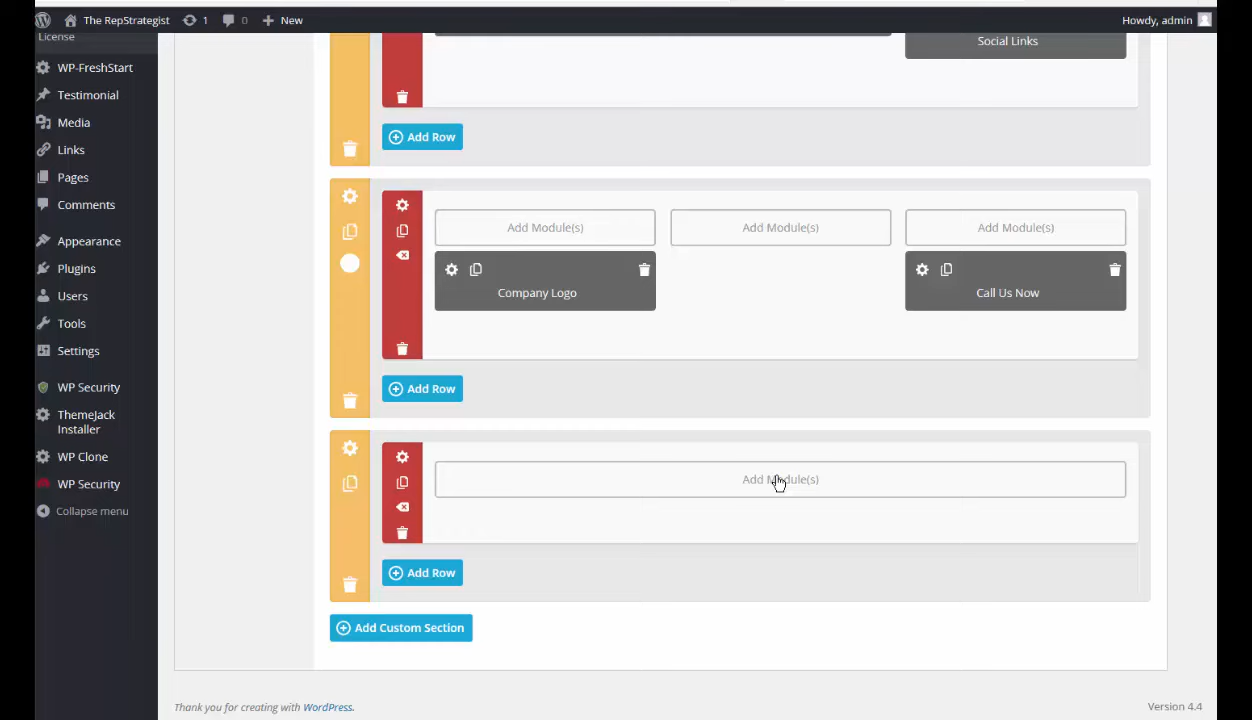 The RepStrategist 1 0 New Howdy, admin
License
WP-FreshStart
Testimonial
Media
Links
Pages
Comments
Appearance
Plugins
Users
Tools
Settings
WP Security
ThemeJack
Installer
WP Clone
WP Security
Collapse menu
Social Links
Add Row
Add Module(s) Add Module(s) Add Module(s)
Company Logo Call Us Now
Add Row
Add Module(s)
Add Row
Add Custom Section
Thank you for creating with WordPress. Version 4.4